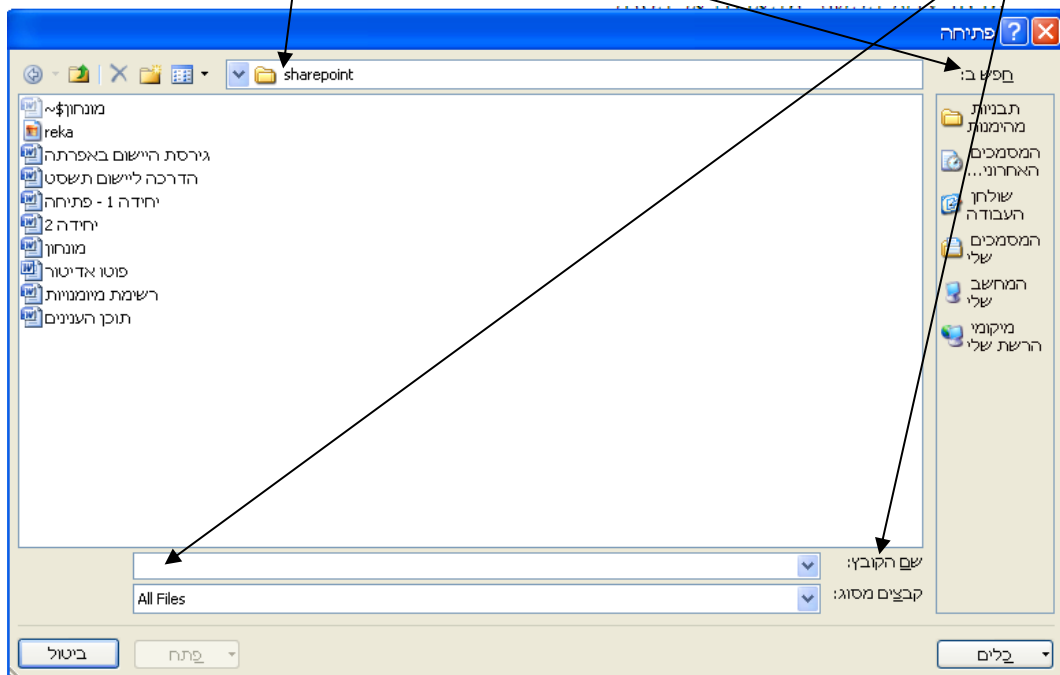 פתיחה
חפש ב:
sharepoint
תבניות
מהימנות
המסמכים
האחרוני...
שולחן
העבודה
המסמכים
שלי
המחשב
שלי
מיקומי
הרשת שלי
מונחון$~
reka
גירסת היישום באפרתה
הדרכה ליישום תשסט
יחידה 1 - פתיחה
יחידה 2
מונחון
פוטו אדיטור
רשימת מיומנויות
תוכן הענינים
שם הקובץ:
קבצים מסוג:
All Files
כלים
פתח
ביטול